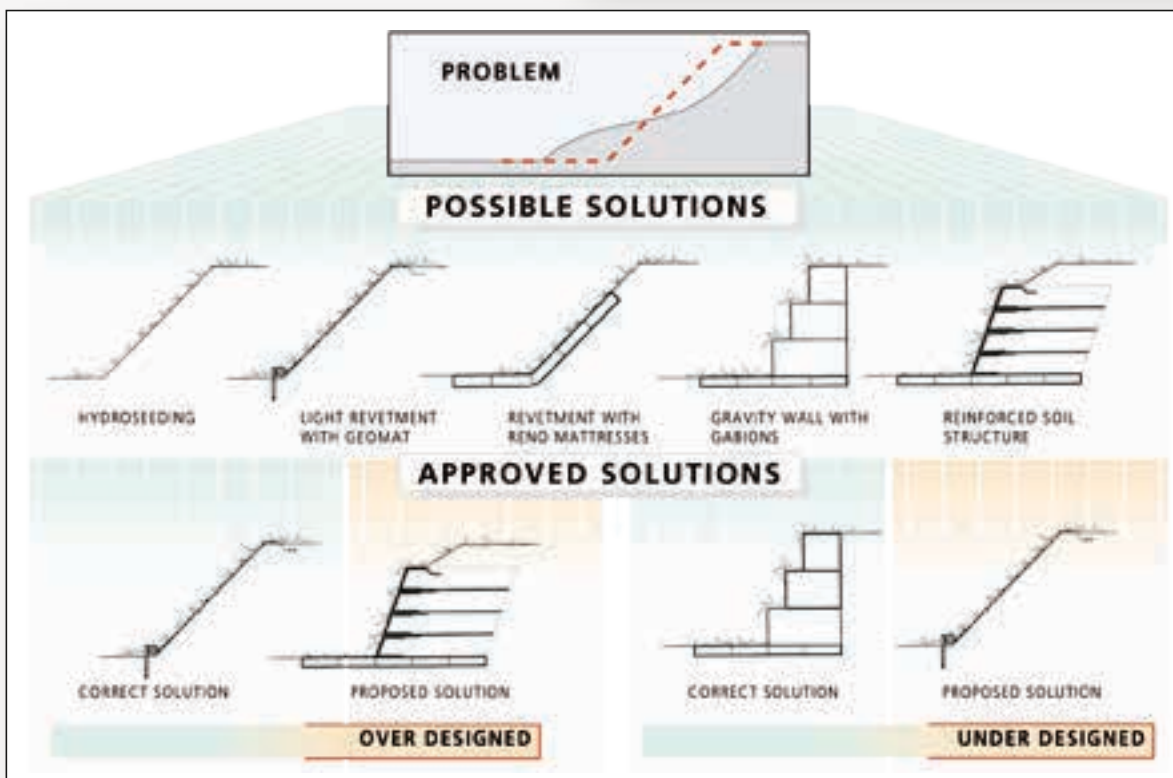 PROBLEM
POSSIBLE SOLUTIONS
HYDROSEEDING
LIGHT REVETMENT
WITH GEOMAT
REVETMENT WITH
RENO MATTRESSES
GRAVITY WALL WITH
GABIONS
REINFORCED SOIL
STRUCTURE
APPROVED SOLUTIONS
CORRECT SOLUTION
PROPOSED SOLUTION
CORRECT SOLUTION
PROPOSED SOLUTION
OVER DESIGNED
UNDER DESIGNED